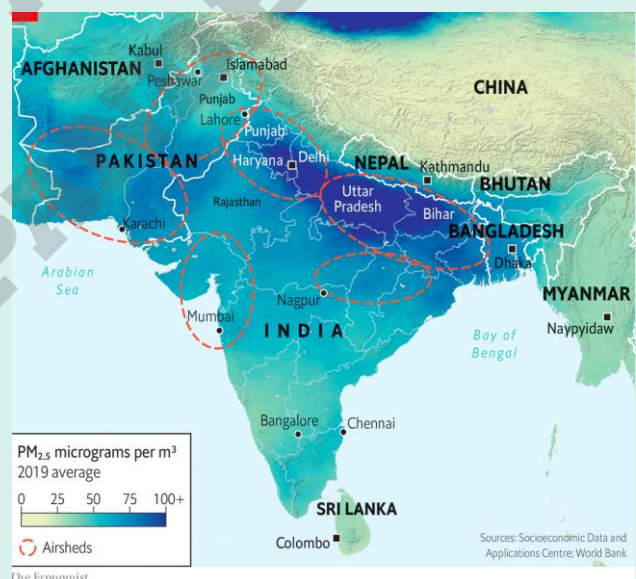 Kabul
AFGHANISTAN
Islamabad
Peshawar
Punjab
Lahore
CHINA
Punjab
PAKISTAN
Haryana
Delhi
NEPAL
Kathmandu
BHUTAN
Uttar
Pradesh
Rajasthan
Bihar
BANGLADESH
Karachi
Dhaka
Arabian
Sea
MYANMAR
Nagpur
Mumbai
INDIA
Bay of
Bengal
Naypyidaw
Bangalore
Chennai
PM2.5 micrograms per m³
2019 average
0 25 50 75 100+
Airsheds
SRI LANKA
Colombo
Sources: Socioeconomic Data and
Applications Centre; World Bank
The Economist